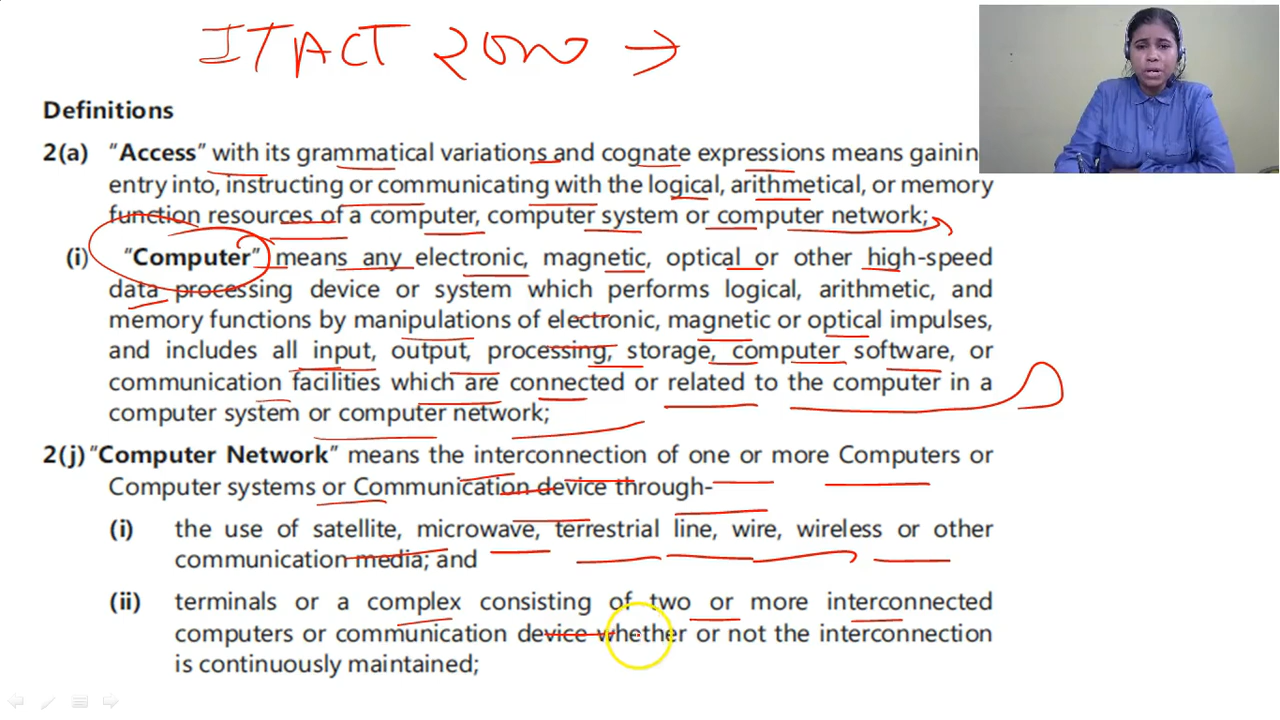 IT ACT 2000 →
Definitions
2(a) "Access" with its grammatical variations and cognate expressions means gainin
entry into, instructing or communicating with the logical, arithmetical, or memory
function resources of a computer, computer system or computer network;
(i) "Computer" means any electronic, magnetic, optical or other high-speed
data processing device or system which performs logical, arithmetic, and
memory functions by manipulations of electronic, magnetic or optical impulses,
and includes all input, output, processing, storage, computer software, or
communication facilities which are connected or related to the computer in a
computer system or computer network;
2(j) "Computer Network" means the interconnection of one or more Computers or
Computer systems or Communication device through-
(i) the use of satellite, microwave, terrestrial line, wire, wireless or other
communication media; and
(ii) terminals or a complex consisting of two or more interconnected
computers or communication device whether or not the interconnection
is continuously maintained;